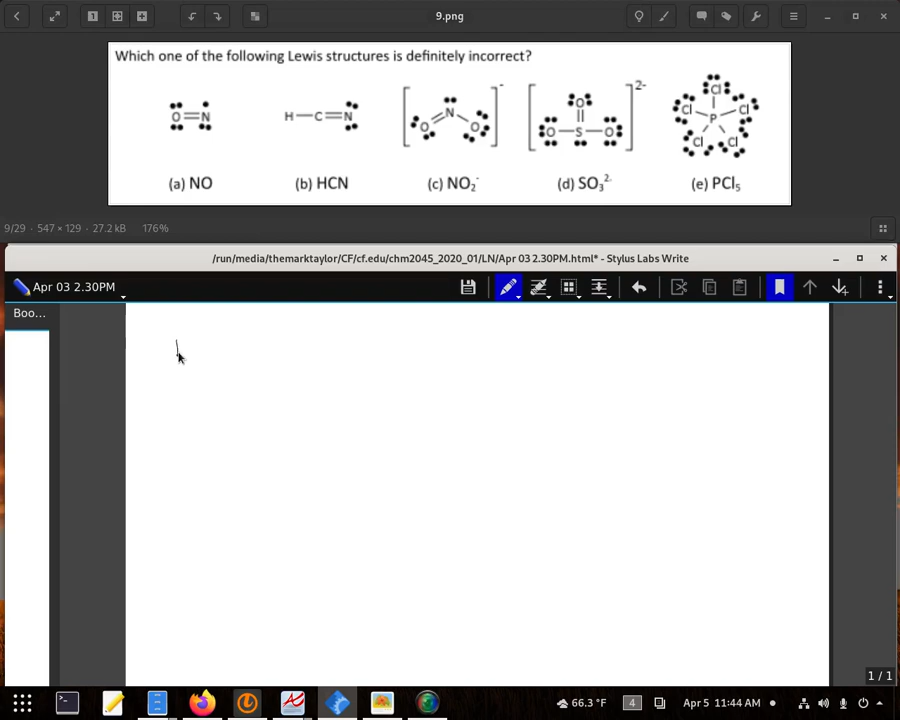 9.png
Which one of the following Lewis structures is definitely incorrect?
O=N
H—C=N
[O=N—O]-
[O—S—O]2-
O
Cl
Cl P Cl
Cl Cl
(a) NO (b) HCN (c) NO2- (d) SO3 2- (e) PCl5
9/29 · 547 × 129 · 27.2 kB 176%
/run/media/themarktaylor/CF/cf.edu/chm2045_2020_01/LN/Apr 03 2.30PM.html* - Stylus Labs Write
Apr 03 2.30PM
Boo...
1 / 1
66.3 °F 4 Apr 5 11:44 AM